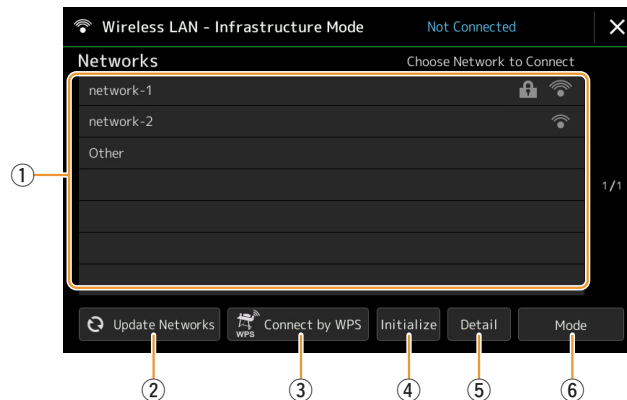 Wireless LAN - Infrastructure Mode Not Connected
Networks Choose Network to Connect
network-1
network-2
Other
①
1/1
Update Networks WPS Connect by WPS Initialize Detail Mode
② ③ ④ ⑤ ⑥